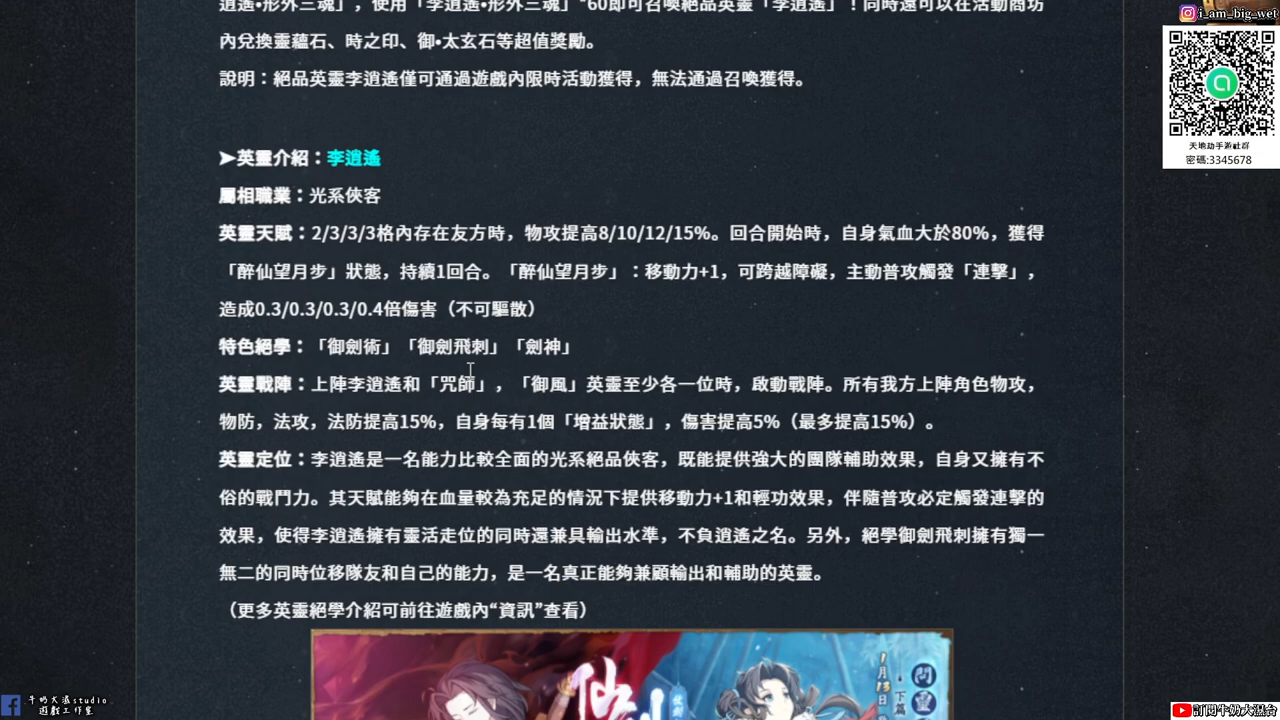 逍遙•形外三魂」，使用「李逍遙•形外三魂」*60即可召喚絕品英靈「李逍遙」！同時還可以在活動商坊
內兌換靈蘊石、時之印、御•太玄石等超值獎勵。
說明：絕品英靈李逍遙僅可通過遊戲內限時活動獲得，無法通過召喚獲得。
➤英靈介紹：李逍遙
屬相職業：光系俠客
英靈天賦：2/3/3/3格內存在友方時，物攻提高8/10/12/15%。回合開始時，自身氣血大於80%，獲得
「醉仙望月步」狀態，持續1回合。「醉仙望月步」：移動力+1，可跨越障礙，主動普攻觸發「連擊」，
造成0.3/0.3/0.3/0.4倍傷害（不可驅散）
特色絕學：「御劍術」「御劍飛刺」「劍神」
英靈戰陣：上陣李逍遙和「咒師」，「御風」英靈至少各一位時，啟動戰陣。所有我方上陣角色物攻，
物防，法攻，法防提高15%，自身每有1個「增益狀態」，傷害提高5%（最多提高15%）。
英靈定位：李逍遙是一名能力比較全面的光系絕品俠客，既能提供強大的團隊輔助效果，自身又擁有不
俗的戰鬥力。其天賦能夠在血量較為充足的情況下提供移動力+1和輕功效果，伴隨普攻必定觸發連擊的
效果，使得李逍遙擁有靈活走位的同時還兼具輸出水準，不負逍遙之名。另外，絕學御劍飛刺擁有獨一
無二的同時位移隊友和自己的能力，是一名真正能夠兼顧輸出和輔助的英靈。
（更多英靈絕學介紹可前往遊戲內“資訊”查看）
仙
1月13日
問靈
下篇
i_am_big_wet
天地劫手遊社群
密碼:3345678
牛奶大濕studio
遊戲工作室
訂閱牛奶大濕哥